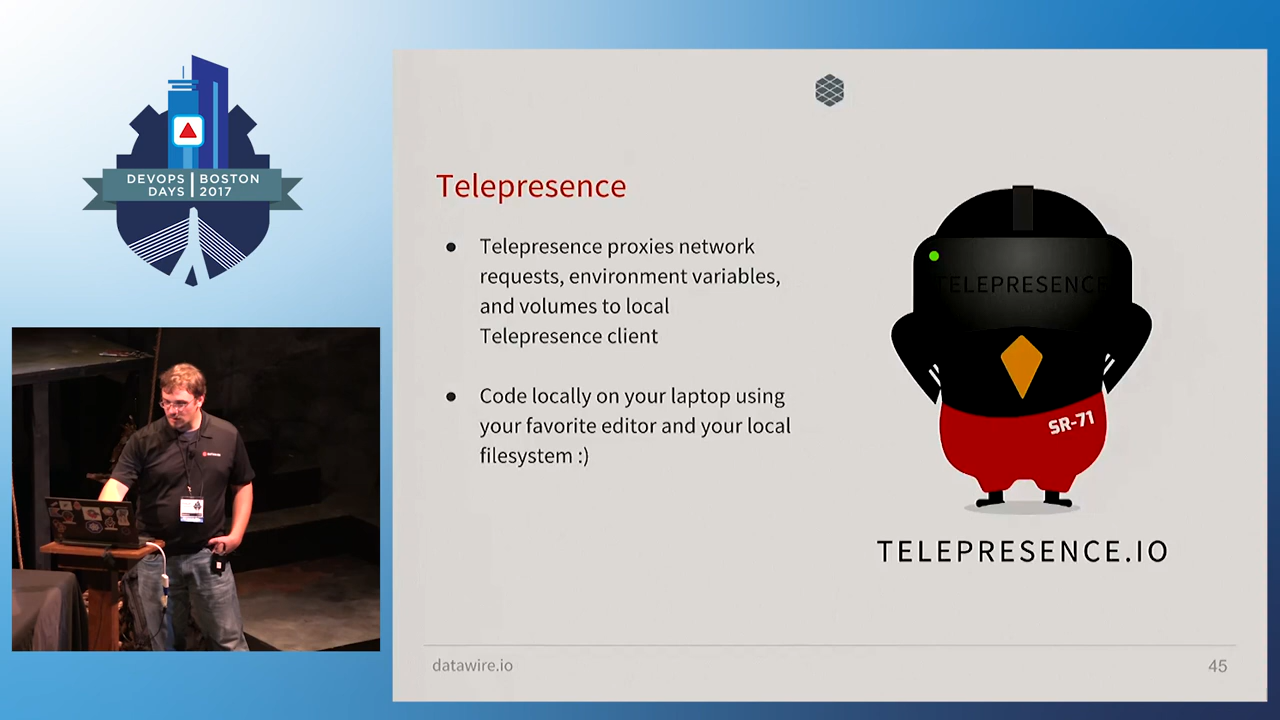 DEVOPS BOSTON
DAYS 2017
Telepresence
● Telepresence proxies network
requests, environment variables,
and volumes to local
Telepresence client
● Code locally on your laptop using
your favorite editor and your local
filesystem :)
TELEPRESENCE
SR-71
TELEPRESENCE.IO
datawire.io
45